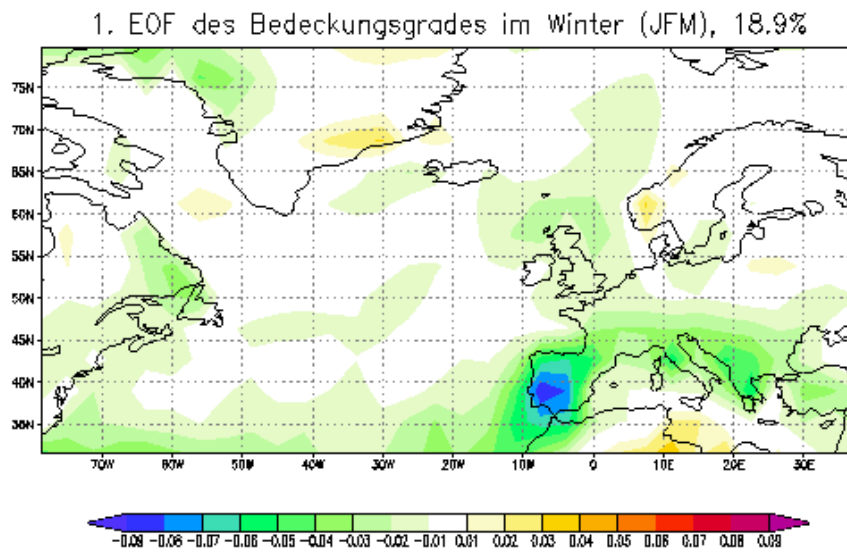 1. EOF des Bedeckungsgrades im Winter (JFM), 18.9%
75N
70N
65N
60N
55N
50N
45N
40N
35N
70W 60W 50W 40W 30W 20W 10W 0 10E 20E 30E
-0.09 -0.08 -0.07 -0.06 -0.05 -0.04 -0.03 -0.02 -0.01 0.01 0.02 0.03 0.04 0.05 0.06 0.07 0.08 0.09